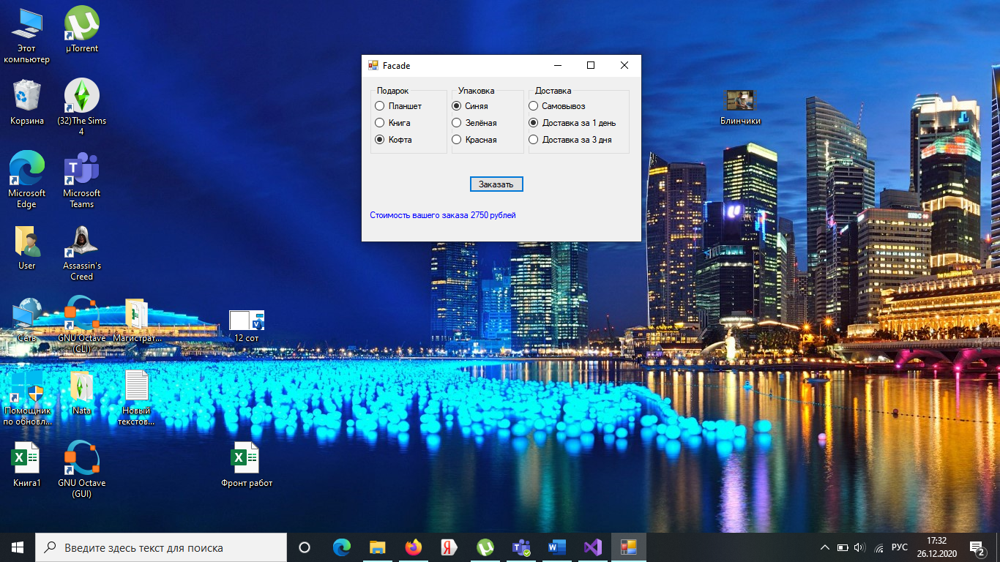 Этот
компьютер
µTorrent
Корзина
(32)The Sims
4
Microsoft
Edge
Microsoft
Teams
User
Assassin's
Creed
Сеть
GNU Octave
(CLI)
Магистрат...
12 сот
Помощник
по обновл...
Nata
Новый
текстов...
Книга1
GNU Octave
(GUI)
Фронт работ
Блинчики
Facade
Подарок
Планшет
Книга
Кофта
Упаковка
Синяя
Зелёная
Красная
Доставка
Самовывоз
Доставка за 1 день
Доставка за 3 дня
Заказать
Стоимость вашего заказа 2750 рублей
HSBC
Введите здесь текст для поиска
РУС
17:32
26.12.2020
2